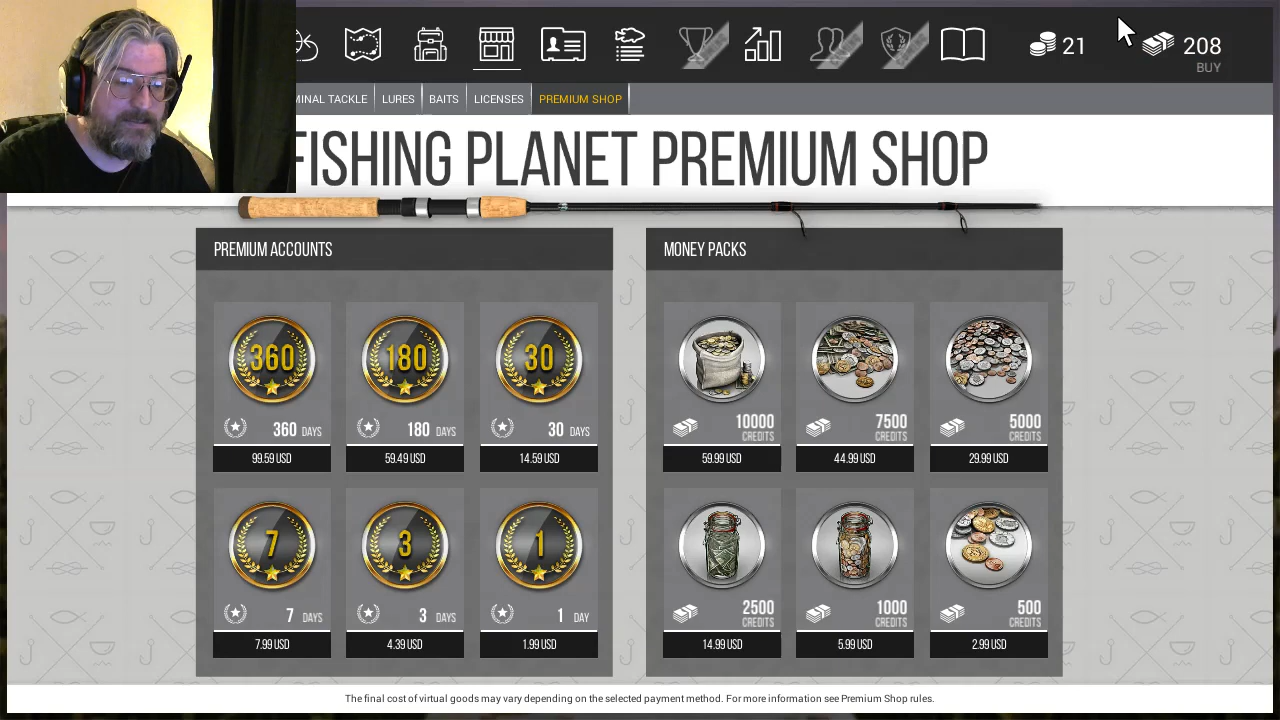 21
208
BUY
MINAL TACKLE LURES BAITS LICENSES PREMIUM SHOP
FISHING PLANET PREMIUM SHOP
PREMIUM ACCOUNTS
360
180
30
360 DAYS
180 DAYS
30 DAYS
99.59 USD
59.49 USD
14.59 USD
7
3
1
7 DAYS
3 DAYS
1 DAY
7.99 USD
4.39 USD
1.99 USD
MONEY PACKS
10000
CREDITS
7500
CREDITS
5000
CREDITS
59.99 USD
44.99 USD
29.99 USD
2500
CREDITS
1000
CREDITS
500
CREDITS
14.99 USD
5.99 USD
2.99 USD
The final cost of virtual goods may vary depending on the selected payment method. For more information see Premium Shop rules.